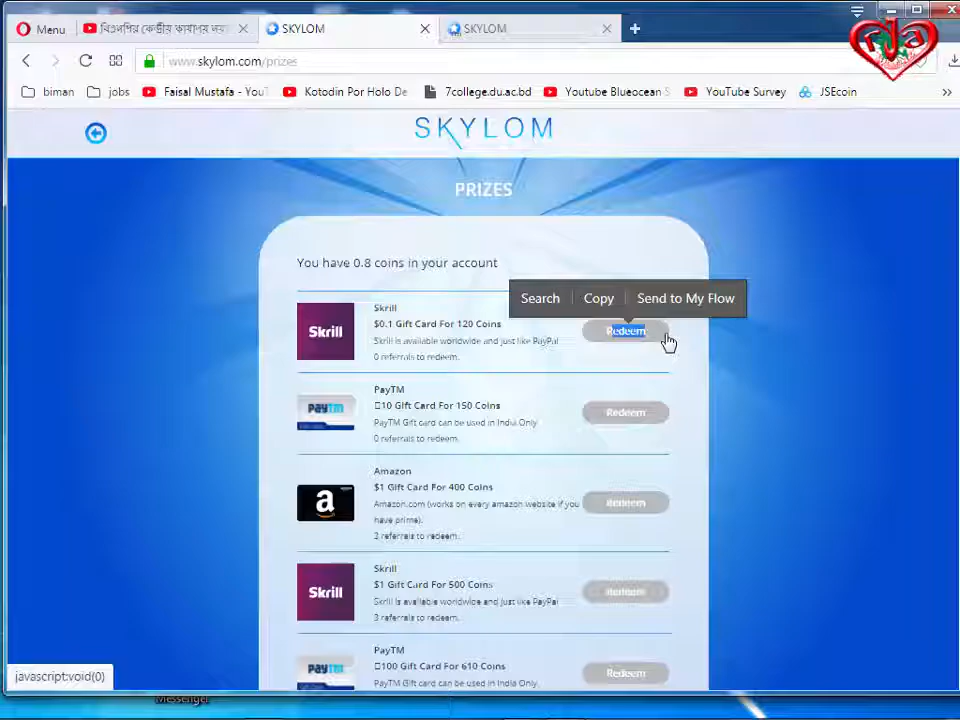 Menu
বিএনপির কেন্দ্রীয় কার্যালয়
SKYLOM
SKYLOM
www.skylom.com/prizes
biman
jobs
Faisal Mustafa - YouT
Kotodin Por Holo De
7college.du.ac.bd
Youtube Blueocean S
YouTube Survey
JSEcoin
SKYLOM
PRIZES
You have 0.8 coins in your account
Search
Copy
Send to My Flow
Skrill
Skrill
$0.1 Gift Card For 120 Coins
Skrill is available worldwide and just like PayPal
0 referrals to redeem.
Redeem
PayTM
PayTM
10 Gift Card For 150 Coins
PayTM Gift card can be used in India Only
0 referrals to redeem.
Redeem
Amazon
$1 Gift Card For 400 Coins
Amazon.com (works on every amazon website if you
have prime).
2 referrals to redeem.
Redeem
Skrill
Skrill
$1 Gift Card For 500 Coins
Skrill is available worldwide and just like PayPal
3 referrals to redeem.
Redeem
PayTM
PayTM
100 Gift Card For 610 Coins
PayTM Gift card can be used in India Only.
Redeem
javascript:void(0)
Messenger